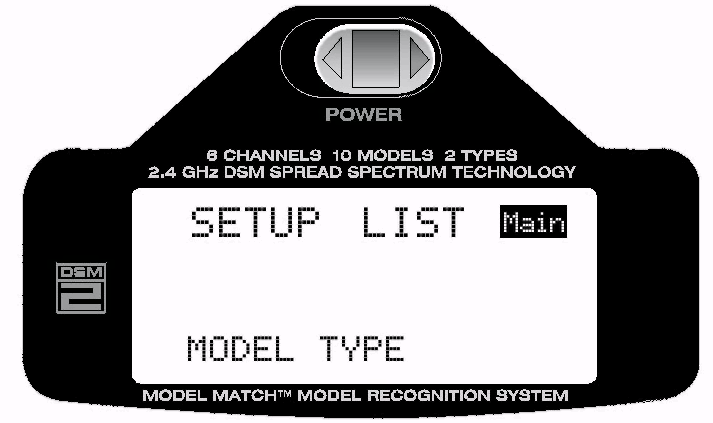 POWER
6 CHANNELS 10 MODELS 2 TYPES
2.4 GHz DSM SPREAD SPECTRUM TECHNOLOGY
SETUP LIST Main
DSM
2
MODEL TYPE
MODEL MATCH™ MODEL RECOGNITION SYSTEM